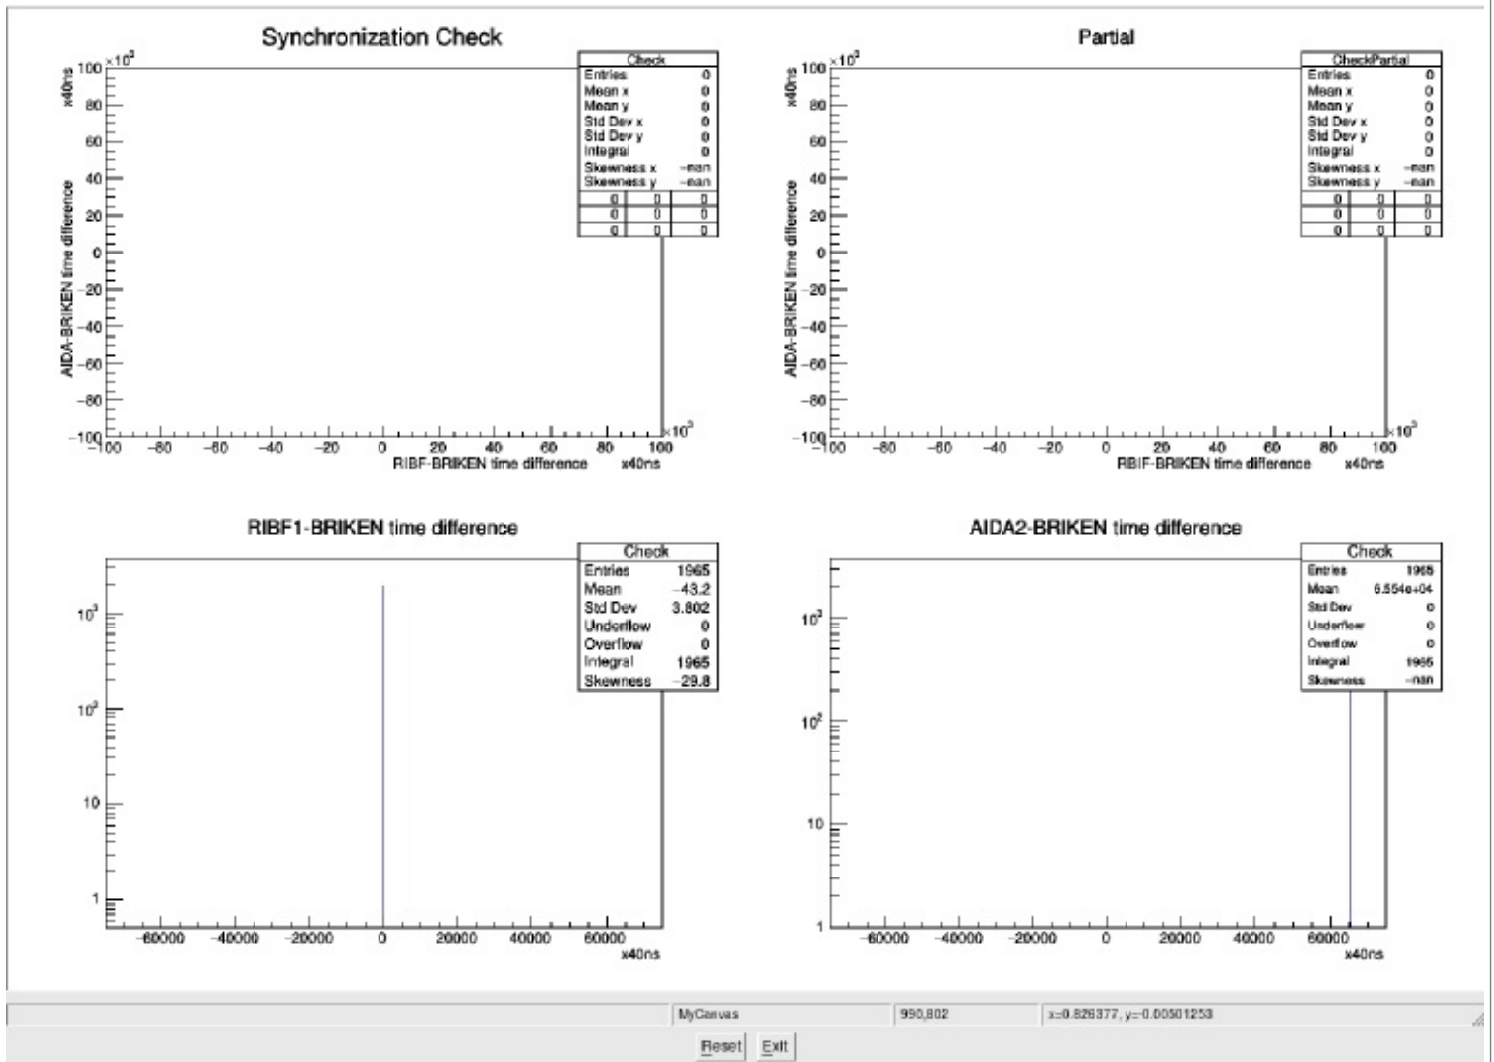 Synchronization Check
×10³
Check
Entries 0
Mean x 0
Mean y 0
Std Dev x 0
Std Dev y 0
Integral 0
Skewness x −nan
Skewness y −nan
0 0 0
0 0 0
0 0 0
x40ns
AIDA-BRIKEN time difference
100
80
60
40
20
0
−20
−40
−60
−80
−100
−100 −80 −60 −40 −20 0 20 40 60 80 100
×10³
RIBF-BRIKEN time difference x40ns
Partial
×10³
CheckPartial
Entries 0
Mean x 0
Mean y 0
Std Dev x 0
Std Dev y 0
Integral 0
Skewness x −nan
Skewness y −nan
0 0 0
0 0 0
0 0 0
x40ns
AIDA-BRIKEN time difference
100
80
60
40
20
0
−20
−40
−60
−80
−100
−100 −80 −60 −40 −20 0 20 40 60 80 100
×10³
RBIF-BRIKEN time difference x40ns
RIBF1-BRIKEN time difference
Check
Entries 1965
Mean −43.2
Std Dev 3.802
Underflow 0
Overflow 0
Integral 1965
Skewness −29.8
10³
10²
10
1
−60000 −40000 −20000 0 20000 40000 60000
x40ns
AIDA2-BRIKEN time difference
Check
Entries 1965
Mean 6.554e+04
Std Dev 0
Underflow 0
Overflow 0
Integral 1965
Skewness −nan
10³
10²
10
1
−60000 −40000 −20000 0 20000 40000 60000
x40ns
MyCanvas 990,802 x=0.826377, y=-0.00501253
Reset Exit